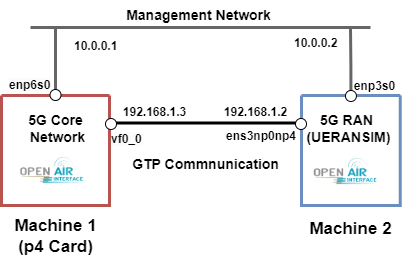 Management Network
10.0.0.1
10.0.0.2
enp6s0
enp3s0
5G Core
Network
192.168.1.3
192.168.1.2
5G RAN
(UERANSIM)
vf0_0
ens3np0np4
OPEN AIR
INTERFACE
GTP Commnunication
OPEN AIR
INTERFACE
Machine 1
(p4 Card)
Machine 2